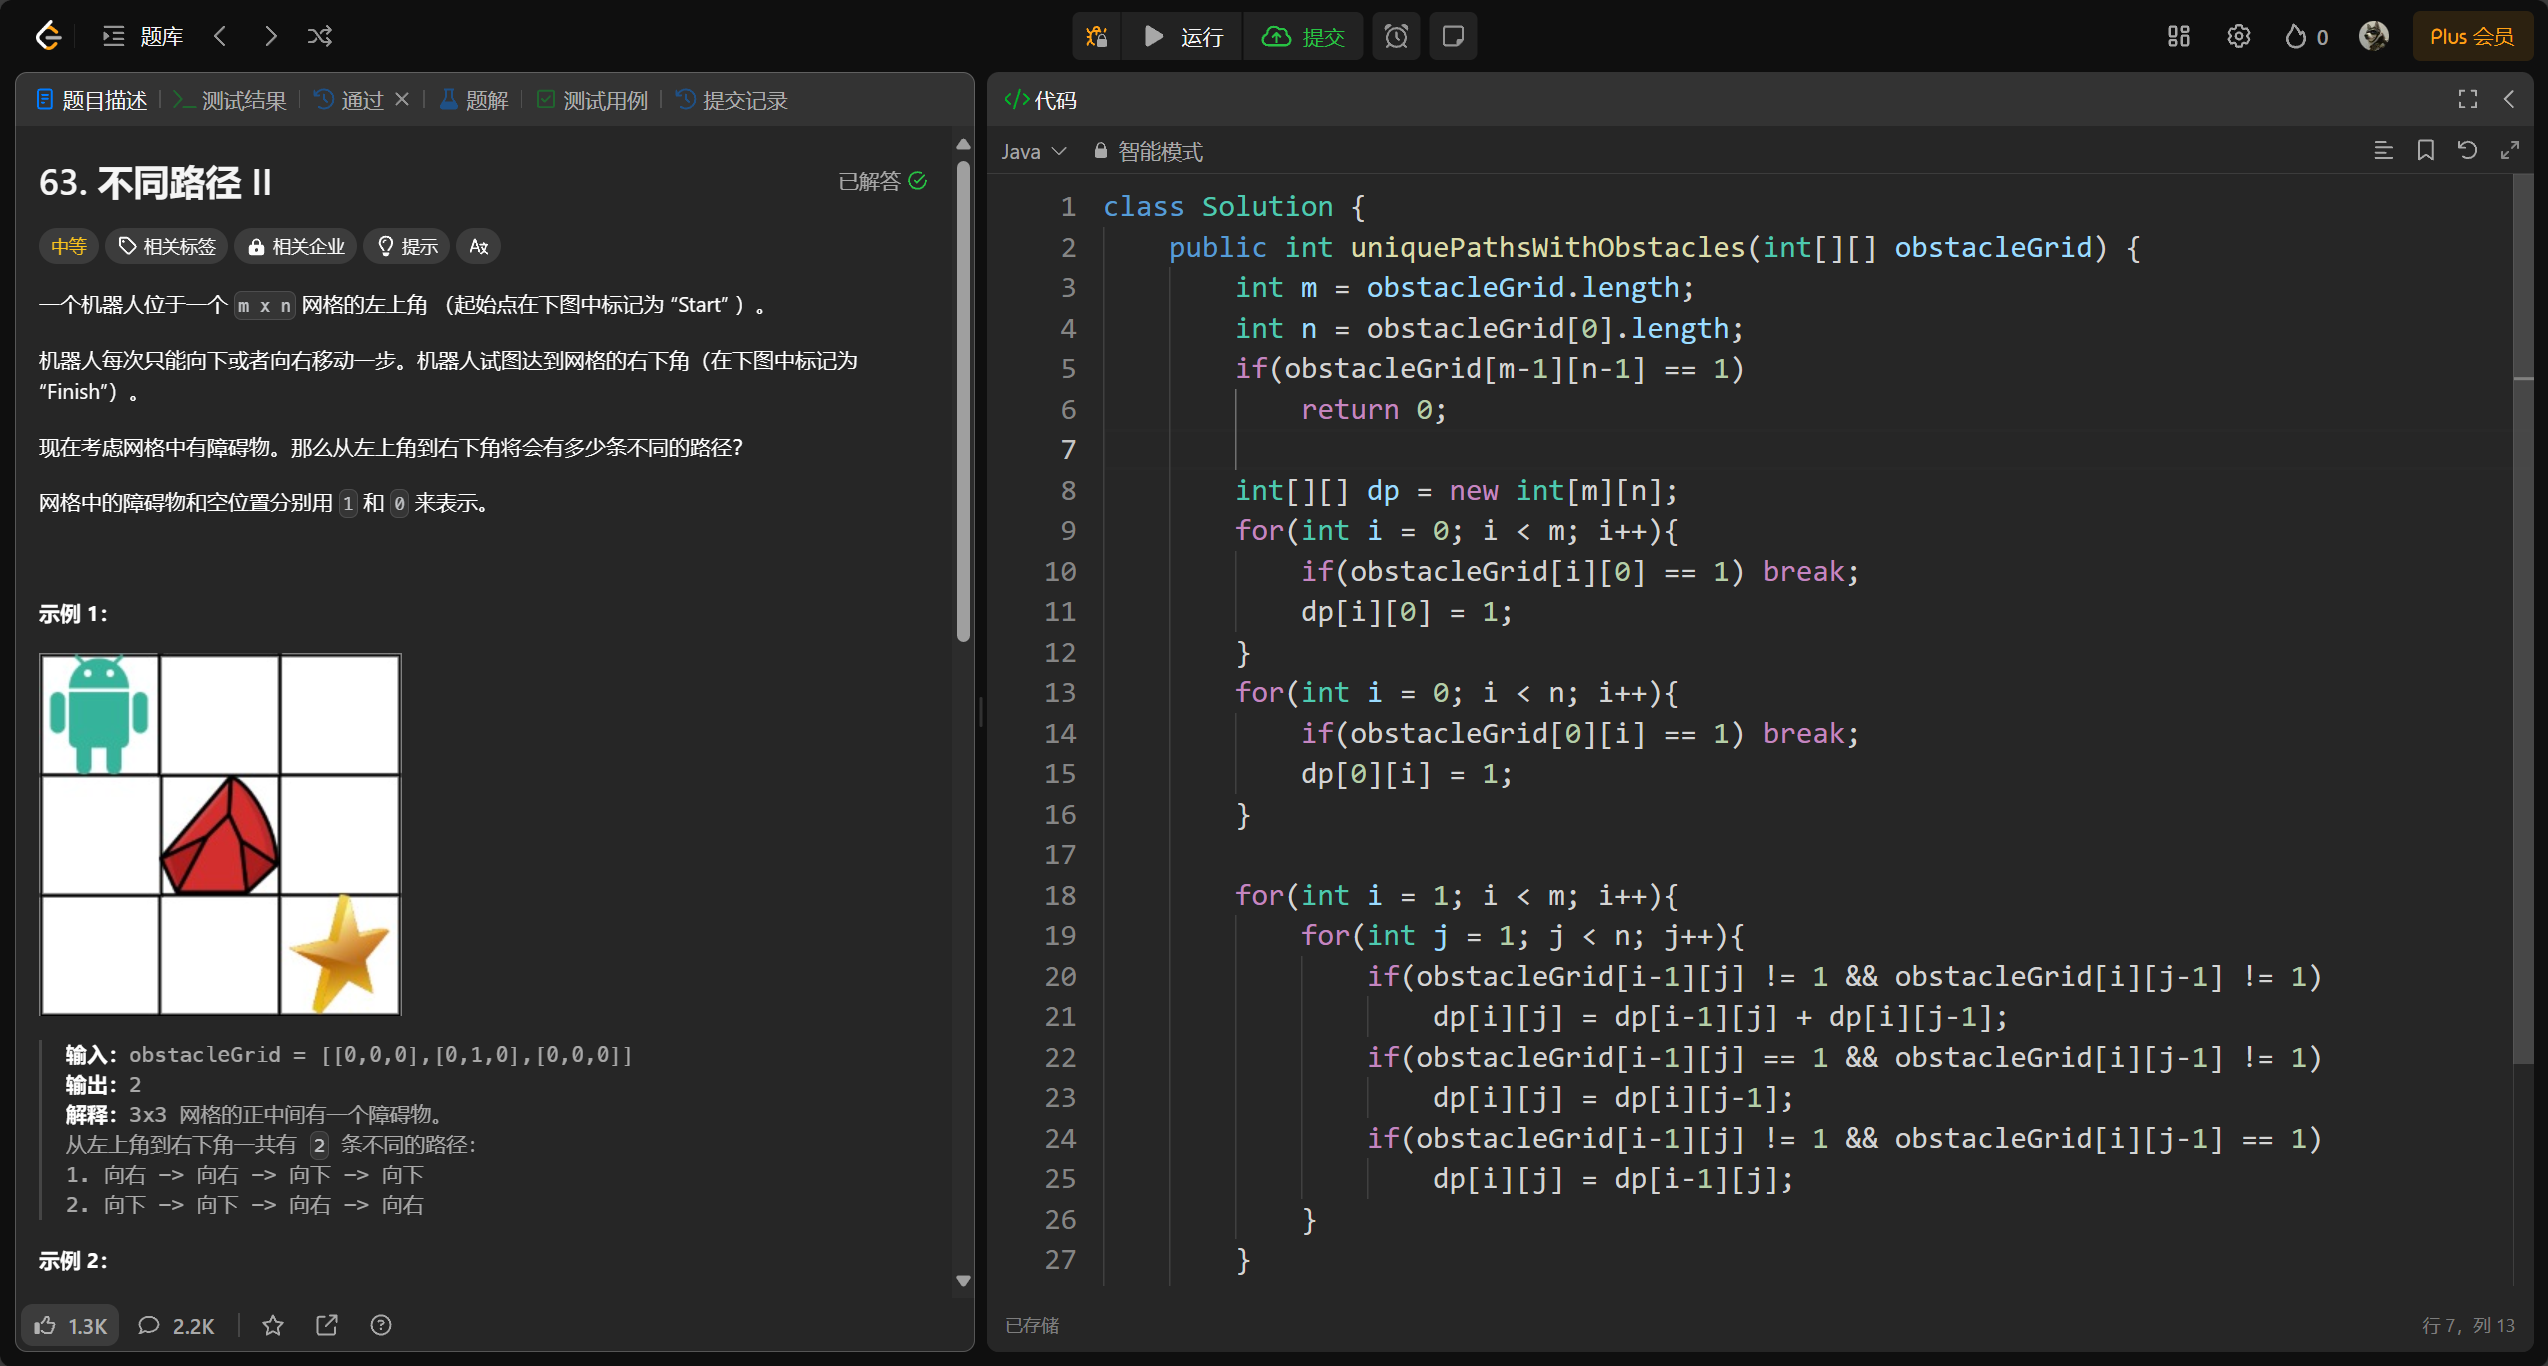 题库
运行
提交
0
Plus 会员
题目描述
测试结果
通过
题解
测试用例
提交记录
63. 不同路径 II
已解答
中等
相关标签
相关企业
提示
一个机器人位于一个 m x n 网格的左上角 （起始点在下图中标记为 “Start” ）。
机器人每次只能向下或者向右移动一步。机器人试图达到网格的右下角（在下图中标记为
“Finish”）。
现在考虑网格中有障碍物。那么从左上角到右下角将会有多少条不同的路径？
网格中的障碍物和空位置分别用 1 和 0 来表示。
示例 1：
输入：obstacleGrid = [[0,0,0],[0,1,0],[0,0,0]]
输出：2
解释：3x3 网格的正中间有一个障碍物。
从左上角到右下角一共有 2 条不同的路径：
1. 向右 -> 向右 -> 向下 -> 向下
2. 向下 -> 向下 -> 向右 -> 向右
示例 2：
1.3K
2.2K
</> 代码
Java
智能模式
1 class Solution {
2     public int uniquePathsWithObstacles(int[][] obstacleGrid) {
3         int m = obstacleGrid.length;
4         int n = obstacleGrid[0].length;
5         if(obstacleGrid[m-1][n-1] == 1)
6             return 0;
7
8         int[][] dp = new int[m][n];
9         for(int i = 0; i < m; i++){
10             if(obstacleGrid[i][0] == 1) break;
11             dp[i][0] = 1;
12         }
13         for(int i = 0; i < n; i++){
14             if(obstacleGrid[0][i] == 1) break;
15             dp[0][i] = 1;
16         }
17
18         for(int i = 1; i < m; i++){
19             for(int j = 1; j < n; j++){
20                 if(obstacleGrid[i-1][j] != 1 && obstacleGrid[i][j-1] != 1)
21                     dp[i][j] = dp[i-1][j] + dp[i][j-1];
22                 if(obstacleGrid[i-1][j] == 1 && obstacleGrid[i][j-1] != 1)
23                     dp[i][j] = dp[i][j-1];
24                 if(obstacleGrid[i-1][j] != 1 && obstacleGrid[i][j-1] == 1)
25                     dp[i][j] = dp[i-1][j];
26             }
27         }
已存储
行 7，列 13